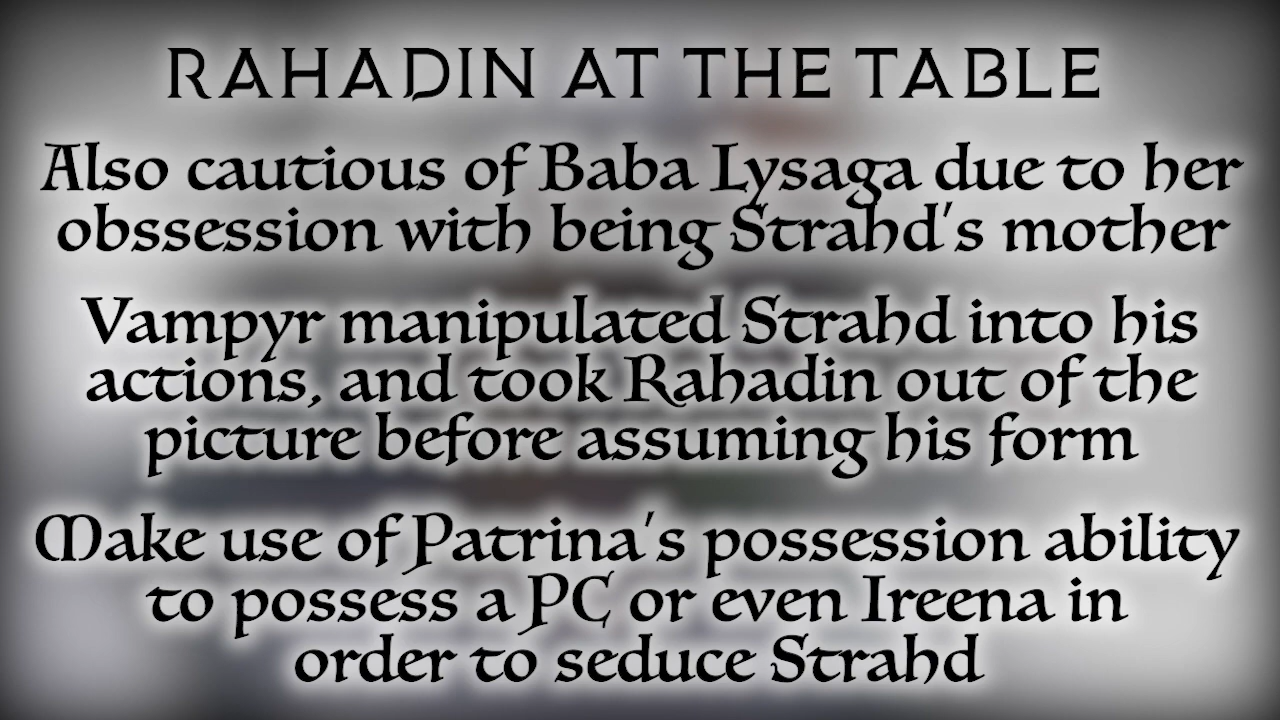 RAHADIN AT THE TABLE
Also cautious of Baba Lysaga due to her
obssession with being Strahd's mother
Vampyr manipulated Strahd into his
actions, and took Rahadin out of the
picture before assuming his form
Make use of Patrina's possession ability
to possess a PC or even Ireena in
order to seduce Strahd